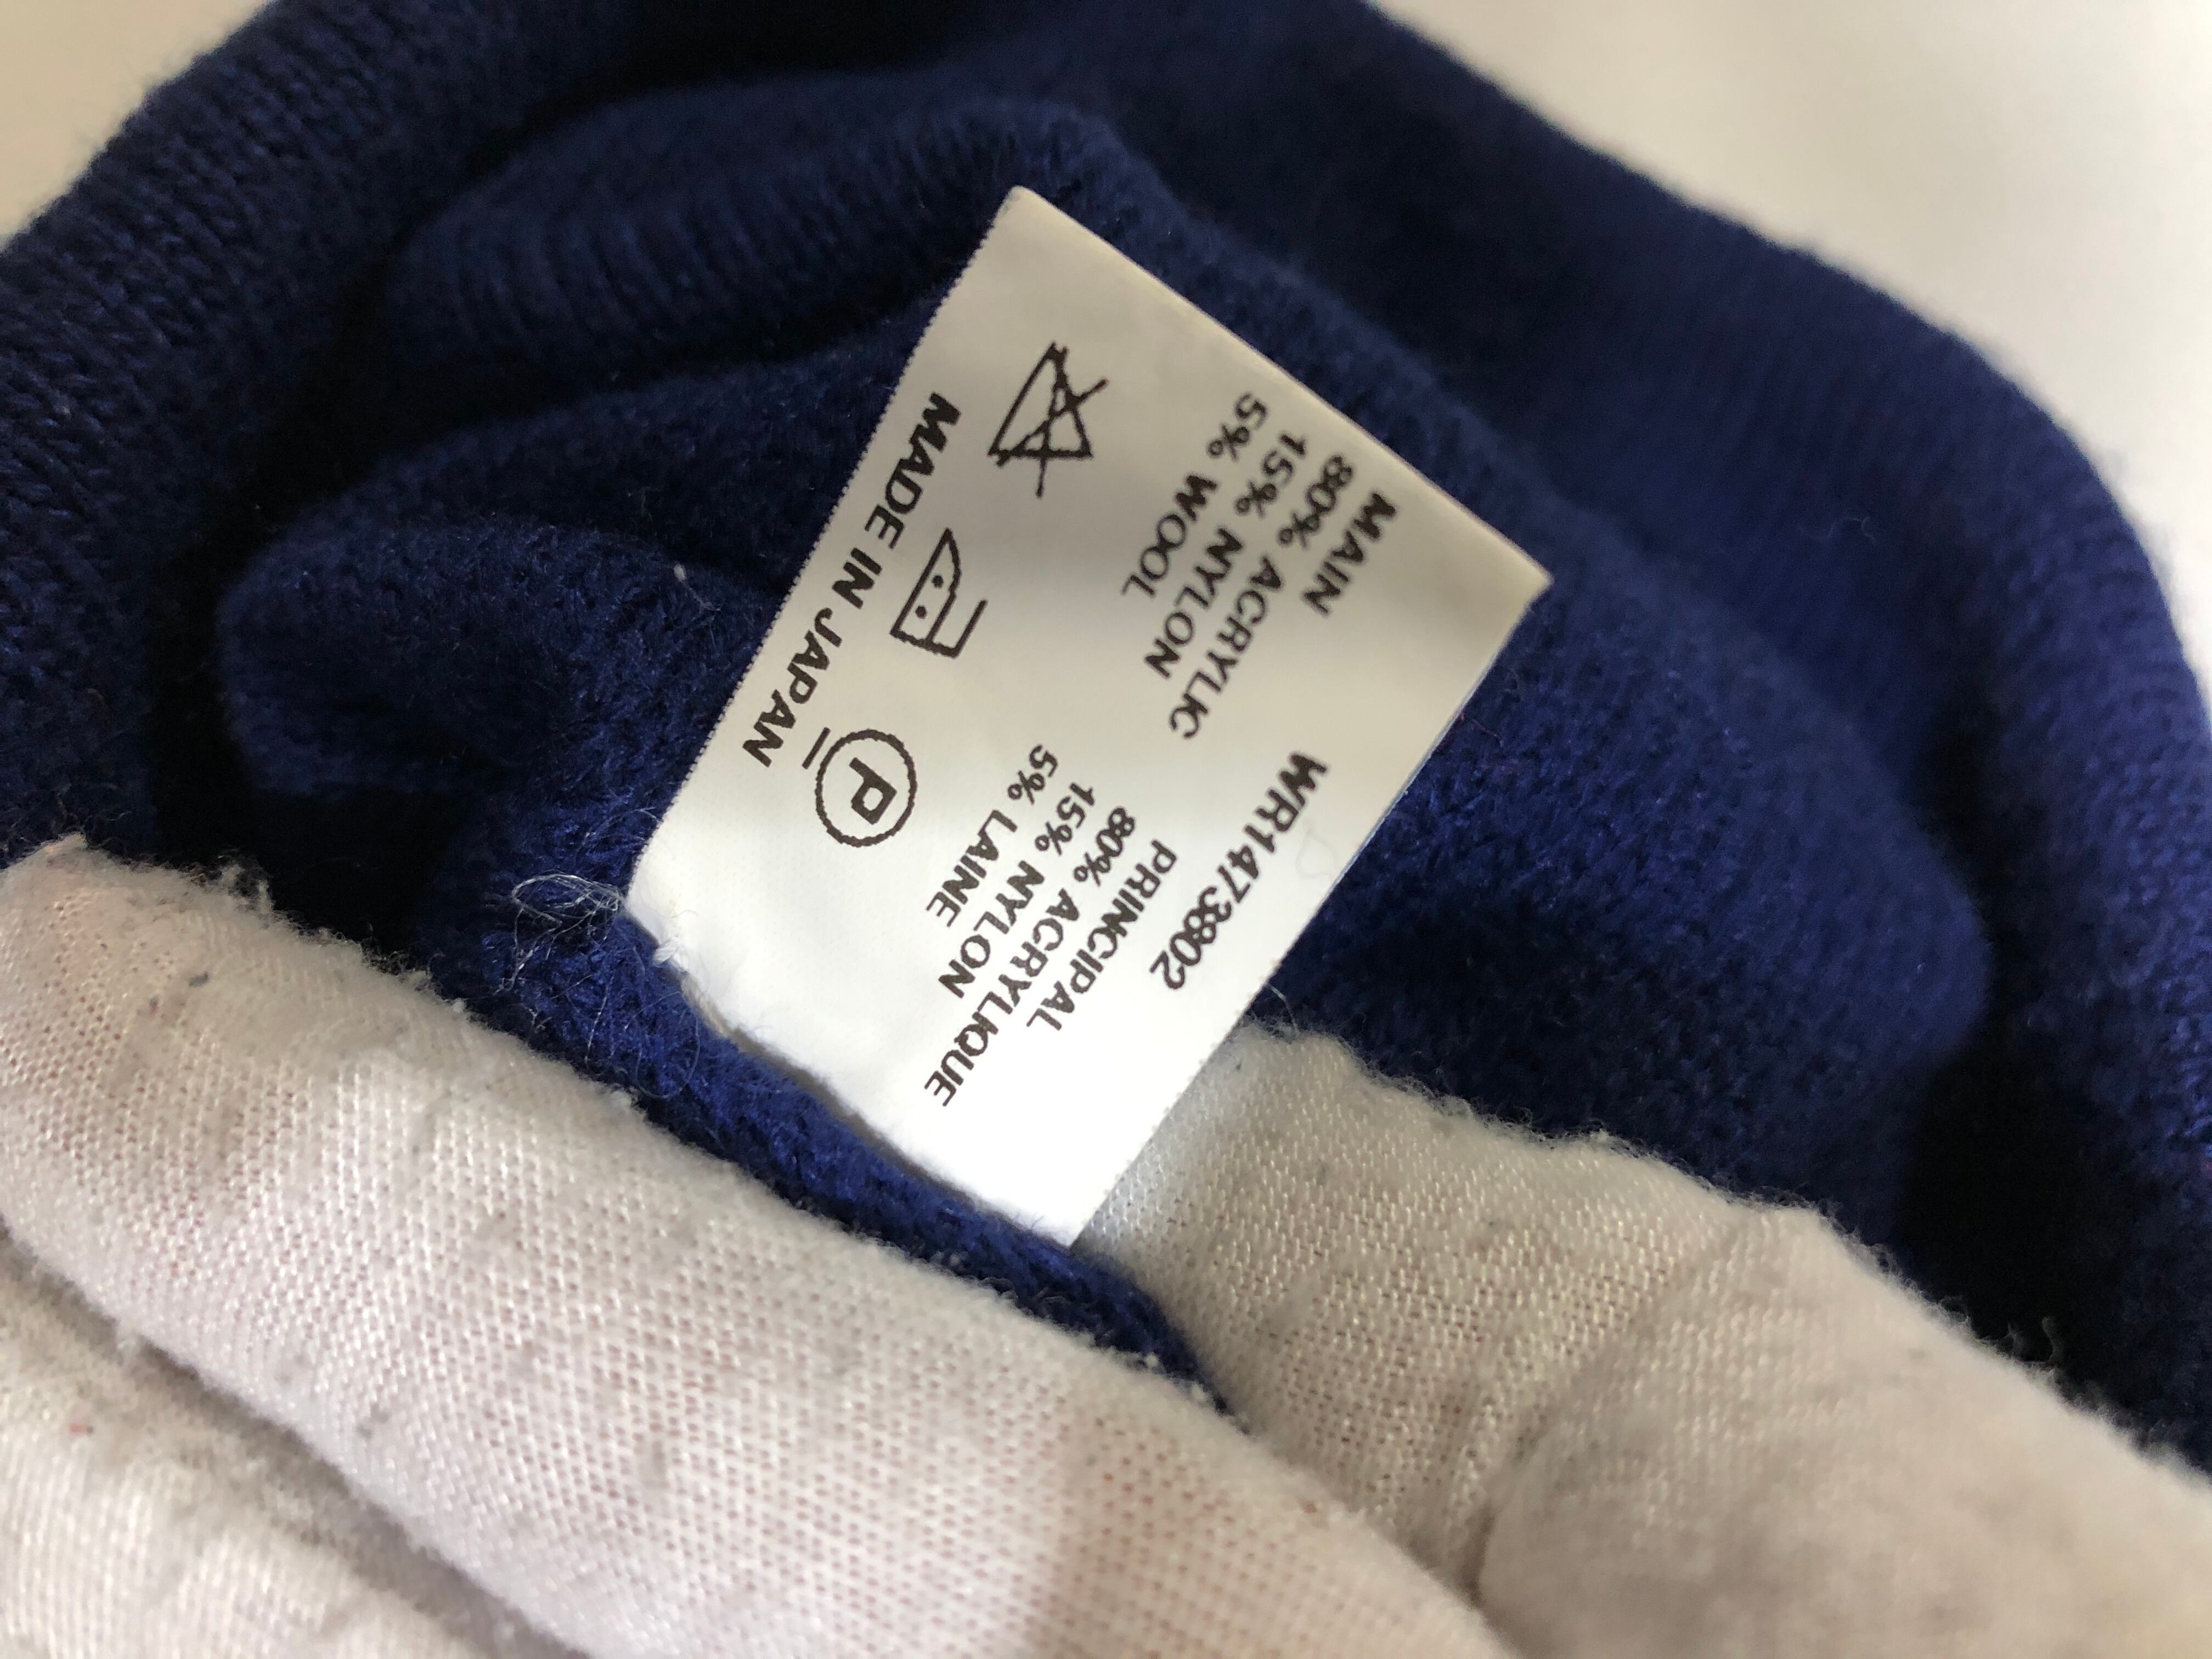 WR1473802
MAIN
80% ACRYLIC
15% NYLON
5% WOOL
PRINCIPAL
80% ACRYLIQUE
15% NYLON
5% LAINE
P
MADE IN JAPAN